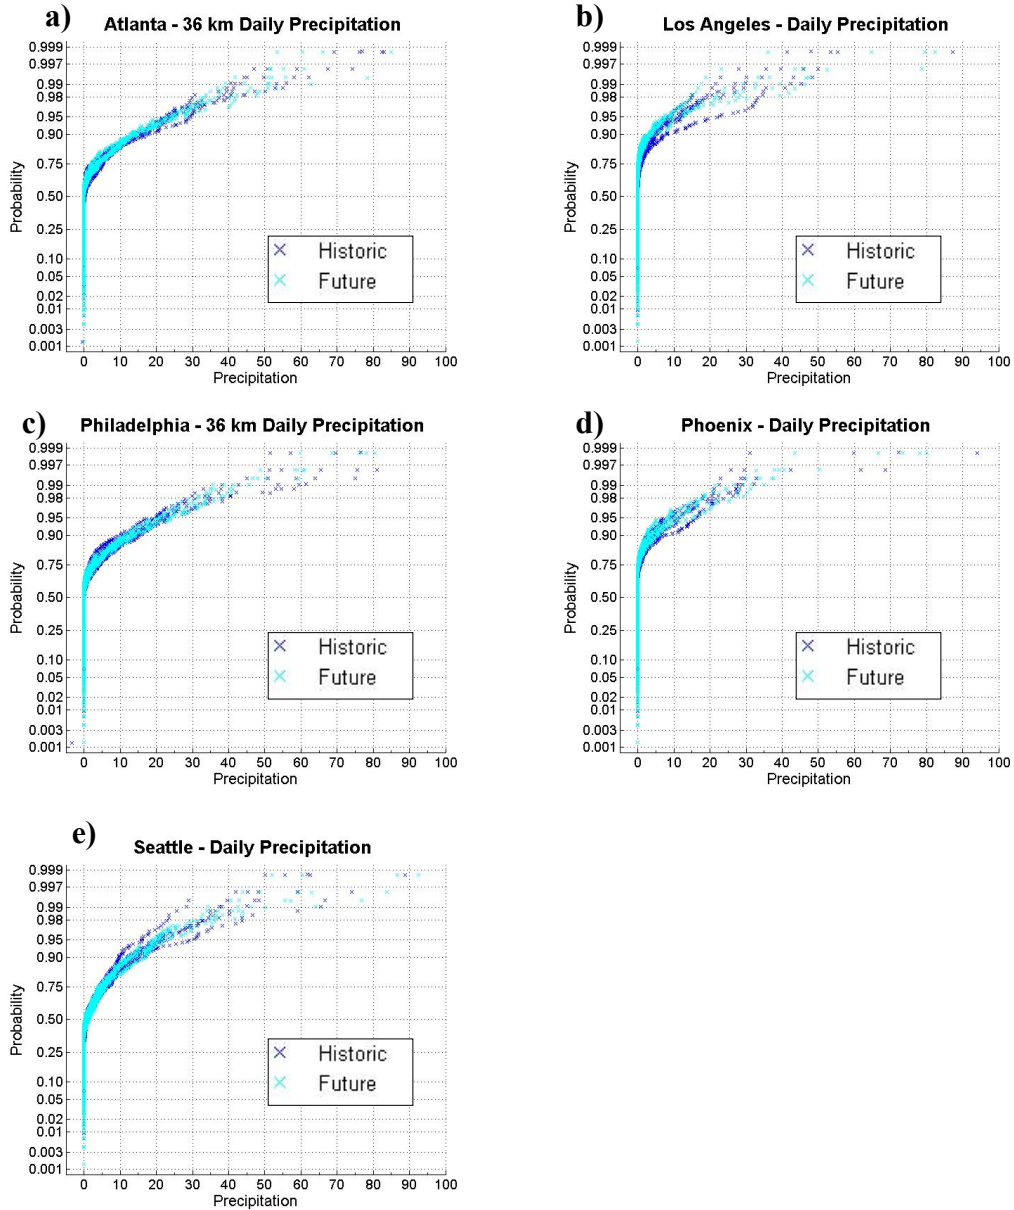 a)
Atlanta - 36 km Daily Precipitation
0.999
0.997
0.99
0.98
0.95
0.90
0.75
0.50
0.25
0.10
0.05
0.02
0.01
0.003
0.001
Probability
Historic
Future
0 10 20 30 40 50 60 70 80 90 100
Precipitation
b)
Los Angeles - Daily Precipitation
0.999
0.997
0.99
0.98
0.95
0.90
0.75
0.50
0.25
0.10
0.05
0.02
0.01
0.003
0.001
Probability
Historic
Future
0 10 20 30 40 50 60 70 80 90 100
Precipitation
c)
Philadelphia - 36 km Daily Precipitation
0.999
0.997
0.99
0.98
0.95
0.90
0.75
0.50
0.25
0.10
0.05
0.02
0.01
0.003
0.001
Probability
Historic
Future
0 10 20 30 40 50 60 70 80 90 100
Precipitation
d)
Phoenix - Daily Precipitation
0.999
0.997
0.99
0.98
0.95
0.90
0.75
0.50
0.25
0.10
0.05
0.02
0.01
0.003
0.001
Probability
Historic
Future
0 10 20 30 40 50 60 70 80 90 100
Precipitation
e)
Seattle - Daily Precipitation
0.999
0.997
0.99
0.98
0.95
0.90
0.75
0.50
0.25
0.10
0.05
0.02
0.01
0.003
0.001
Probability
Historic
Future
0 10 20 30 40 50 60 70 80 90 100
Precipitation